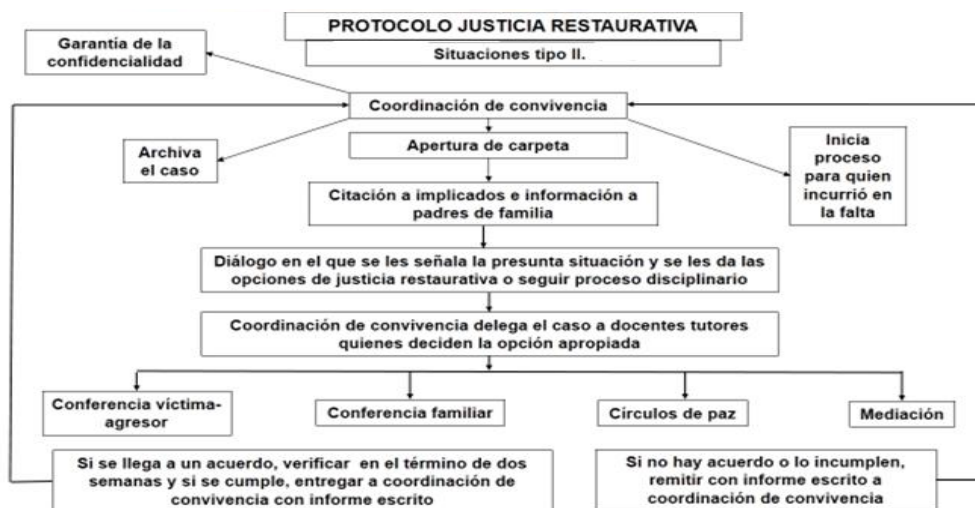 PROTOCOLO JUSTICIA RESTAURATIVA
Situaciones tipo II.
Garantía de la
confidencialidad
Coordinación de convivencia
Archiva
el caso
Apertura de carpeta
Inicia
proceso
para quien
incurrió en
la falta
Citación a implicados e información a
padres de familia
Diálogo en el que se les señala la presunta situación y se les da las
opciones de justicia restaurativa o seguir proceso disciplinario
Coordinación de convivencia delega el caso a docentes tutores
quienes deciden la opción apropiada
Conferencia víctima-
agresor
Conferencia familiar
Círculos de paz
Mediación
Si se llega a un acuerdo, verificar en el término de dos
semanas y si se cumple, entregar a coordinación de
convivencia con informe escrito
Si no hay acuerdo o lo incumplen,
remitir con informe escrito a
coordinación de convivencia